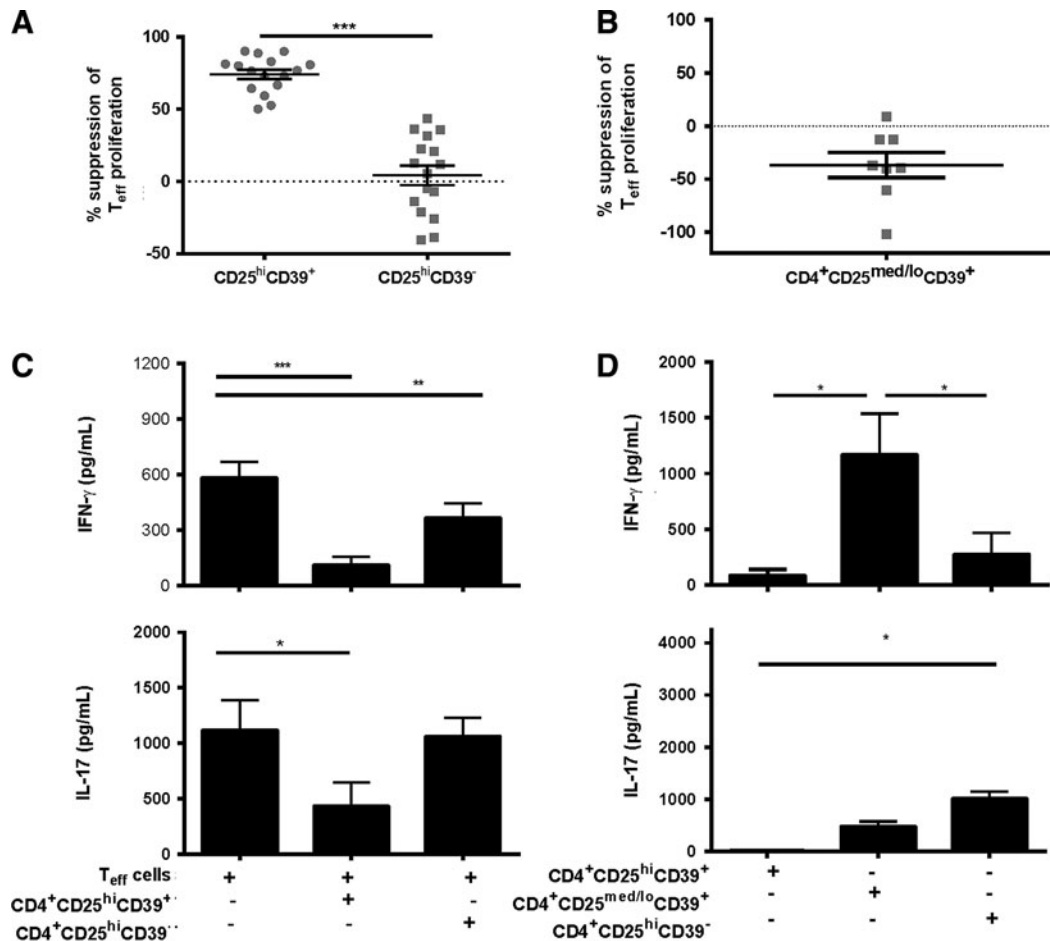 A
% suppression of
Teff proliferation
100
50
0
-50
***
CD25hiCD39+
CD25hiCD39-
B
% suppression of
Teff proliferation
100
50
0
-50
-100
CD4+CD25med/loCD39+
C
IFN-γ (pg/mL)
1200
900
600
300
0
***
**
IL-17 (pg/mL)
2000
1500
1000
500
0
*
Teff cells + + +
CD4+CD25hiCD39+ - + -
CD4+CD25hiCD39 - - +
D
IFN-γ (pg/mL)
2000
1500
1000
500
0
* *
IL-17 (pg/mL)
4000
3000
2000
1000
0
*
CD4+CD25hiCD39+ + - -
CD4+CD25med/loCD39+ - + -
CD4+CD25hiCD39- - - +